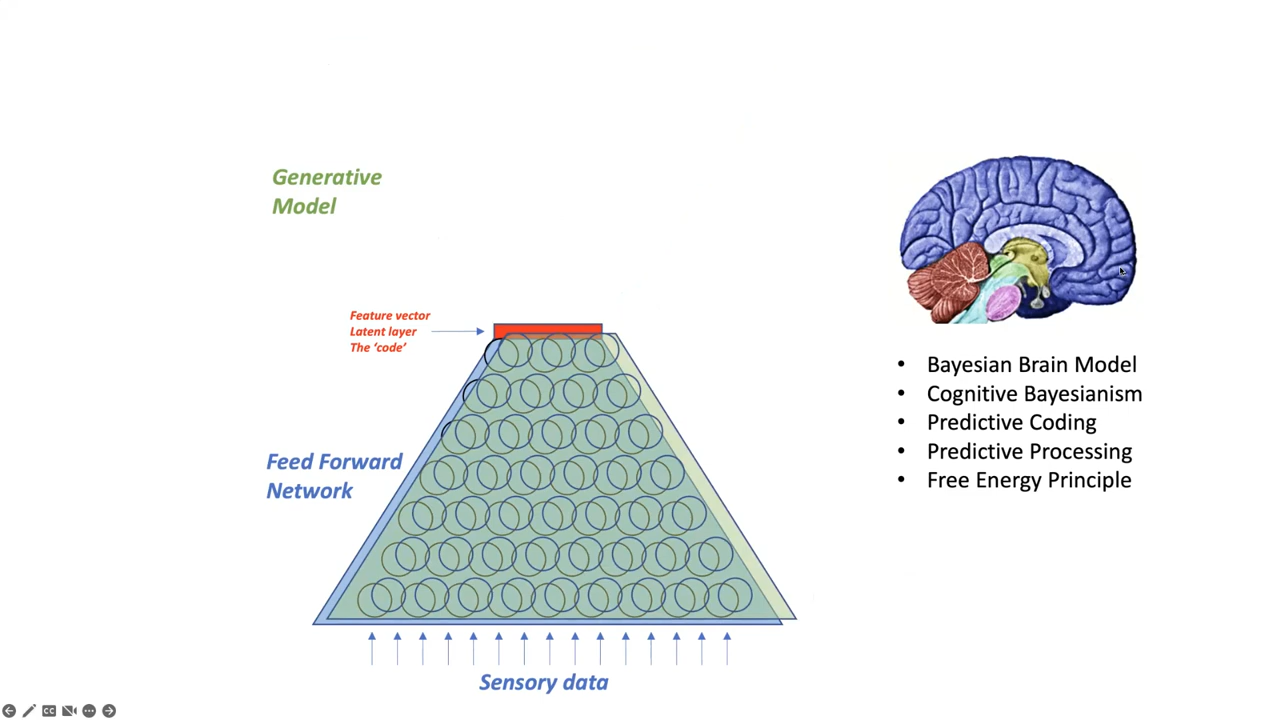 Generative
Model
Feature vector
Latent layer
The ‘code’
Feed Forward
Network
Sensory data
• Bayesian Brain Model
• Cognitive Bayesianism
• Predictive Coding
• Predictive Processing
• Free Energy Principle
CC